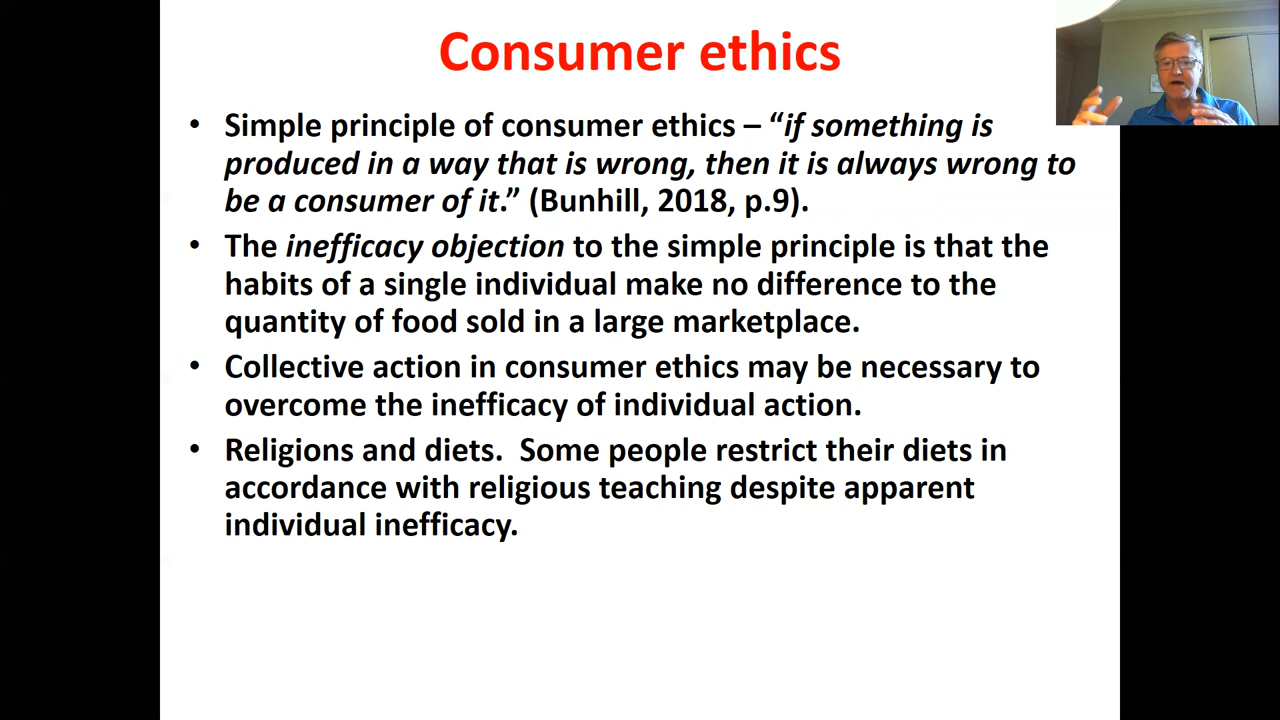 Consumer ethics
• Simple principle of consumer ethics – “if something is
produced in a way that is wrong, then it is always wrong to
be a consumer of it.” (Bunhill, 2018, p.9).
• The inefficacy objection to the simple principle is that the
habits of a single individual make no difference to the
quantity of food sold in a large marketplace.
• Collective action in consumer ethics may be necessary to
overcome the inefficacy of individual action.
• Religions and diets.  Some people restrict their diets in
accordance with religious teaching despite apparent
individual inefficacy.